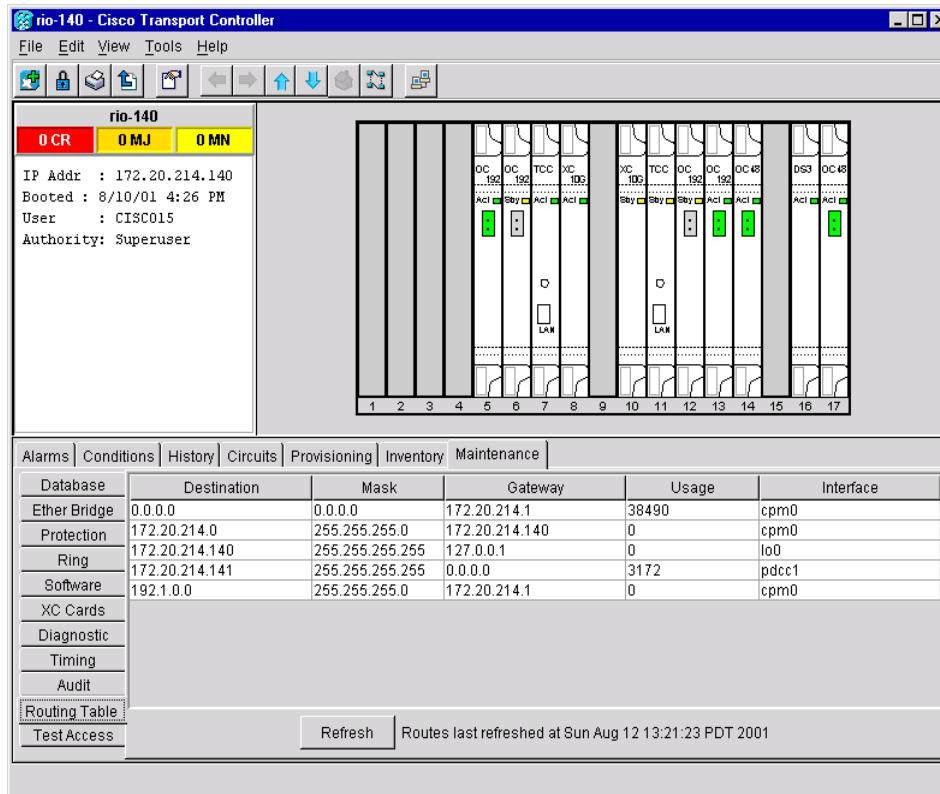 rio-140 - Cisco Transport Controller
File Edit View Tools Help
rio-140
0 CR 0 MJ 0 MN
IP Addr : 172.20.214.140
Booted : 8/10/01 4:26 PM
User : CISCO15
Authority: Superuser
OC 192 OC 192 TCC XC 10G XC 10G TCC OC 192 OC 192 OC48 DS3 OC48
Act Sby Act Act Sby Sby Sby Act Act Act Act
LAN LAN
1 2 3 4 5 6 7 8 9 10 11 12 13 14 15 16 17
Alarms Conditions History Circuits Provisioning Inventory Maintenance
Database
Ether Bridge
Protection
Ring
Software
XC Cards
Diagnostic
Timing
Audit
Routing Table
Test Access
Destination Mask Gateway Usage Interface
0.0.0.0 0.0.0.0 172.20.214.1 38490 cpm0
172.20.214.0 255.255.255.0 172.20.214.140 0 cpm0
172.20.214.140 255.255.255.255 127.0.0.1 0 lo0
172.20.214.141 255.255.255.255 0.0.0.0 3172 pdcc1
192.1.0.0 255.255.255.0 172.20.214.1 0 cpm0
Refresh Routes last refreshed at Sun Aug 12 13:21:23 PDT 2001